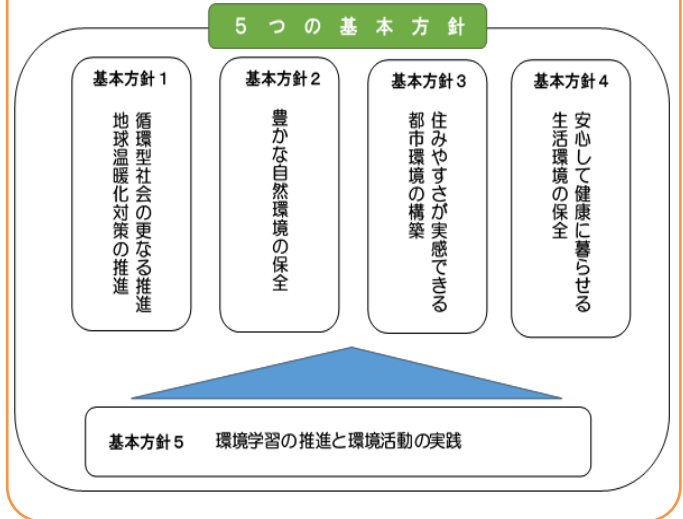 ５つの基本方針
基本方針１
循環型社会の更なる推進
地球温暖化対策の推進
基本方針２
豊かな自然環境の保全
基本方針３
住みやすさが実感できる
都市環境の構築
基本方針４
安心して健康に暮らせる
生活環境の保全
基本方針５　環境学習の推進と環境活動の実践